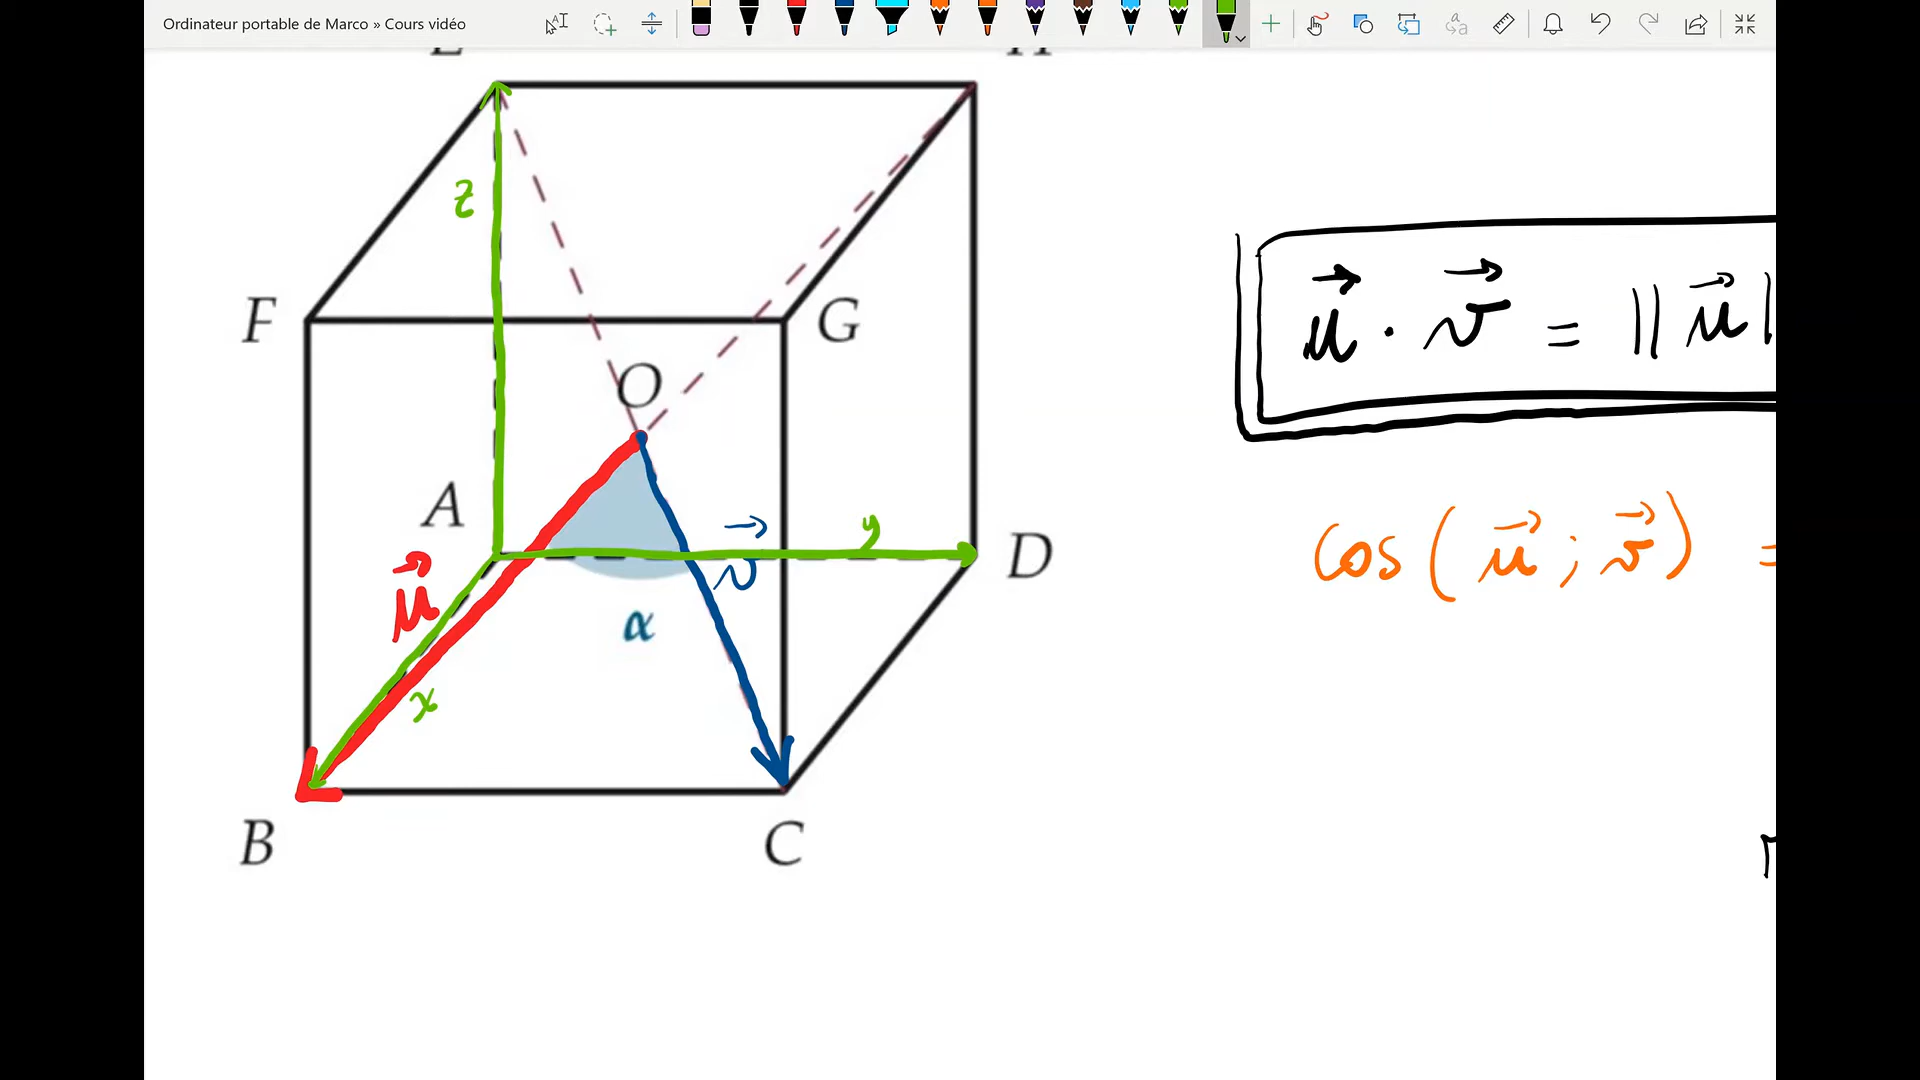 Ordinateur portable de Marco » Cours vidéo
z
F
G
O
u⃗ · v⃗ = || u⃗ |
A
y
D
cos( u⃗ ; v⃗ ) =
u⃗
v⃗
α
x
B
C